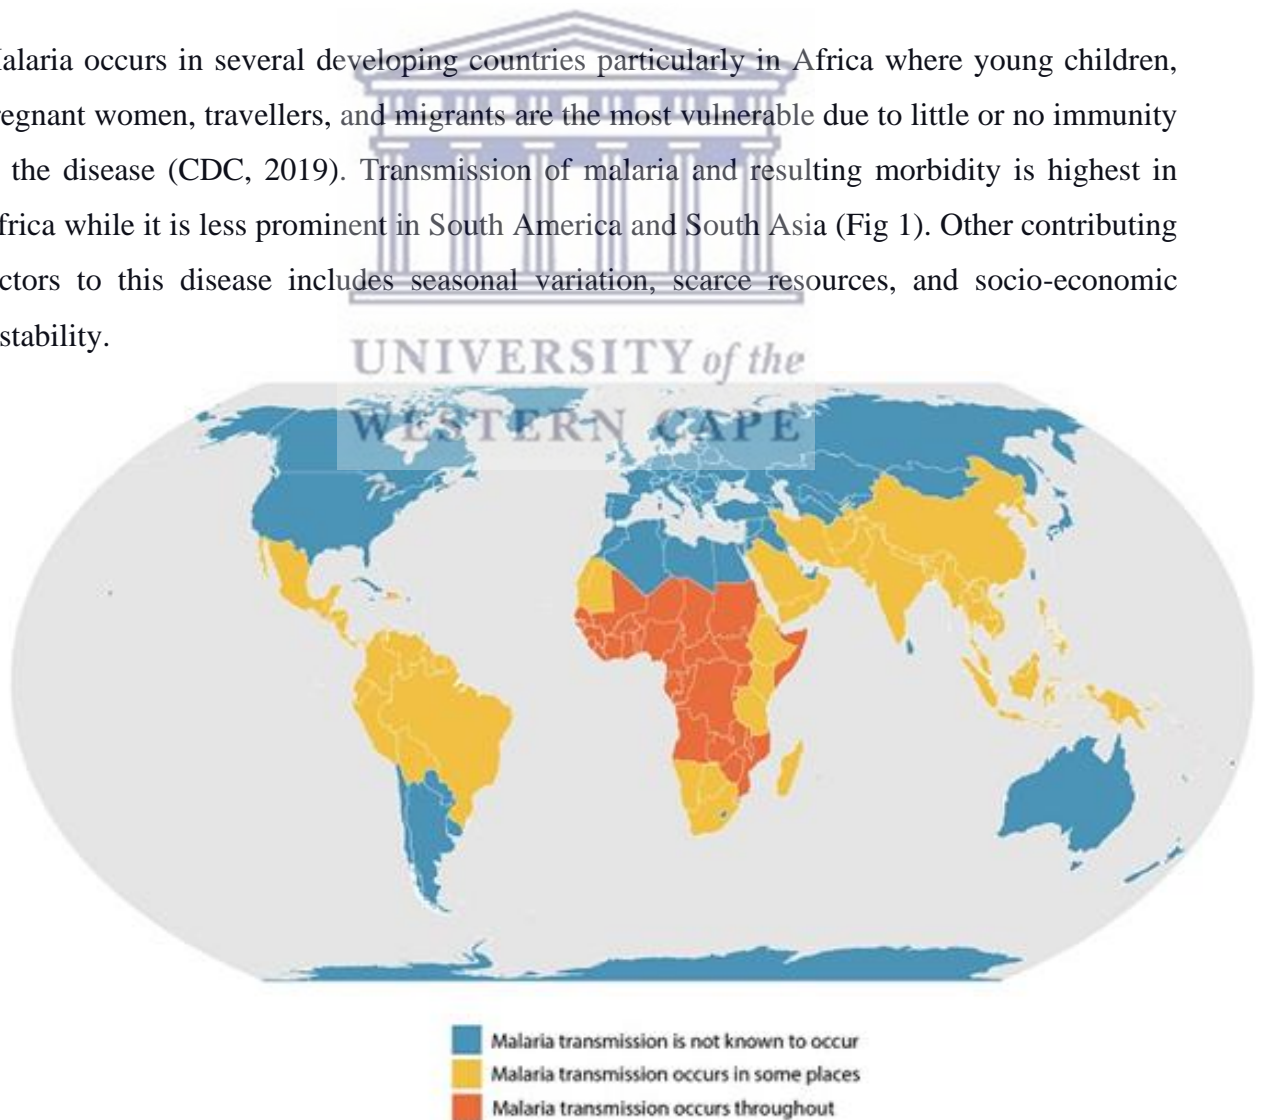 alaria occurs in several developing countries particularly in Africa where young children,
regnant women, travellers, and migrants are the most vulnerable due to little or no immunity
the disease (CDC, 2019). Transmission of malaria and resulting morbidity is highest in
frica while it is less prominent in South America and South Asia (Fig 1). Other contributing
ctors to this disease includes seasonal variation, scarce resources, and socio-economic
stability.
UNIVERSITY of the
WESTERN CAPE
Malaria transmission is not known to occur
Malaria transmission occurs in some places
Malaria transmission occurs throughout